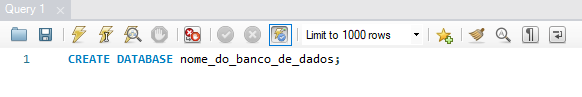 Query 1
Limit to 1000 rows
1 CREATE DATABASE nome_do_banco_de_dados;